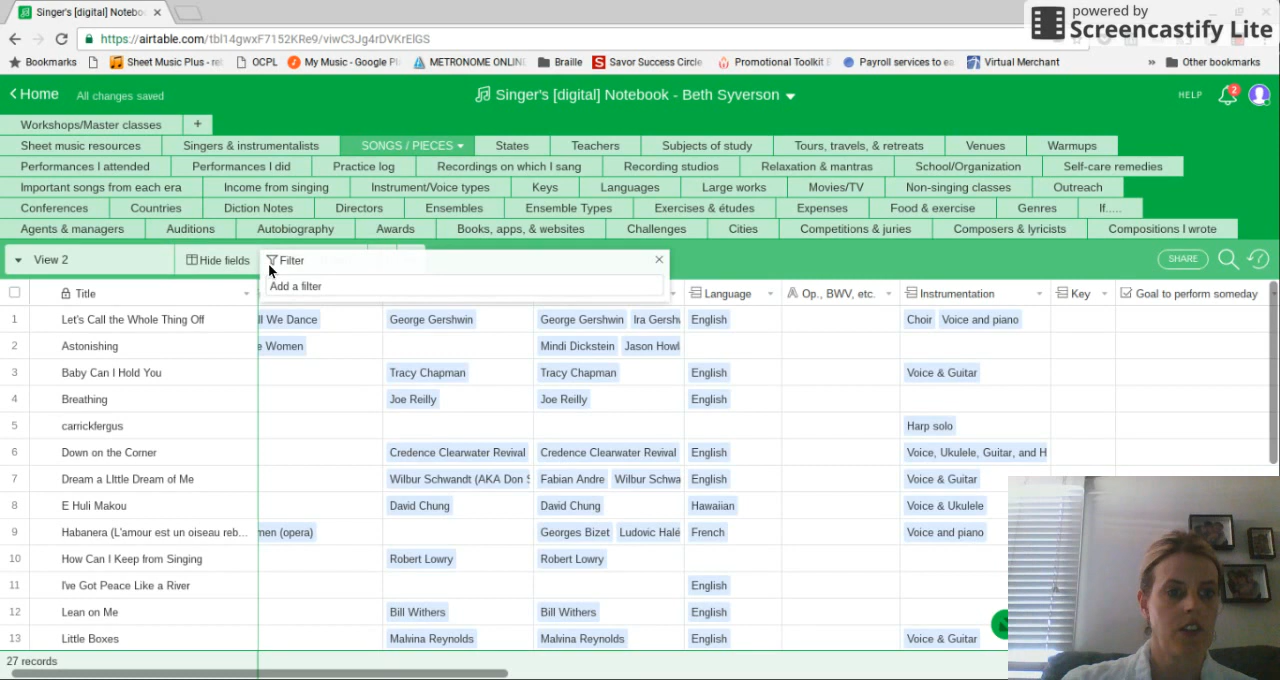 Singer's [digital] Notebo
powered by
Screencastify Lite
https://airtable.com/tbl14gwxF7152KRe9/viwC3Jg4rDVKrElGS
Bookmarks Sheet Music Plus - re OCPL My Music - Google Pl METRONOME ONLIN Braille Savor Success Circle Promotional Toolkit Payroll services to ea Virtual Merchant » Other bookmarks
Home All changes saved Singer's [digital] Notebook - Beth Syverson HELP 2
Workshops/Master classes +
Sheet music resources Singers & instrumentalists SONGS / PIECES States Teachers Subjects of study Tours, travels, & retreats Venues Warmups
Performances I attended Performances I did Practice log Recordings on which I sang Recording studios Relaxation & mantras School/Organization Self-care remedies
Important songs from each era Income from singing Instrument/Voice types Keys Languages Large works Movies/TV Non-singing classes Outreach
Conferences Countries Diction Notes Directors Ensembles Ensemble Types Exercises & études Expenses Food & exercise Genres If.....
Agents & managers Auditions Autobiography Awards Books, apps, & websites Challenges Cities Competitions & juries Composers & lyricists Compositions I wrote
View 2 Hide fields Filter SHARE
Add a filter
Title Language Op., BWV, etc. Instrumentation Key Goal to perform someday
1 Let's Call the Whole Thing Off ll We Dance George Gershwin George Gershwin Ira Gersh English Choir Voice and piano
2 Astonishing e Women Mindi Dickstein Jason Howl
3 Baby Can I Hold You Tracy Chapman Tracy Chapman English Voice & Guitar
4 Breathing Joe Reilly Joe Reilly English
5 carrickfergus Harp solo
6 Down on the Corner Credence Clearwater Revival Credence Clearwater Revival English Voice, Ukulele, Guitar, and H
7 Dream a LIttle Dream of Me Wilbur Schwandt (AKA Don S Fabian Andre Wilbur Schwa English Voice & Guitar
8 E Huli Makou David Chung David Chung Hawaiian Voice & Ukulele
9 Habanera (L'amour est un oiseau reb... men (opera) Georges Bizet Ludovic Halé French Voice and piano
10 How Can I Keep from Singing Robert Lowry Robert Lowry
11 I've Got Peace Like a River English
12 Lean on Me Bill Withers Bill Withers English
13 Little Boxes Malvina Reynolds Malvina Reynolds English Voice & Guitar
27 records